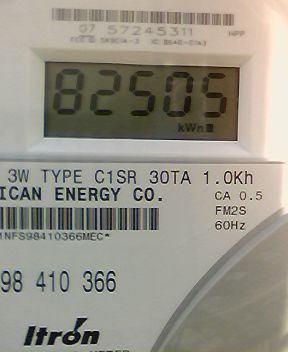 07 57245311 HPP
82505
kWh
3W TYPE C1SR 30TA 1.0Kh
ICAN ENERGY CO. CA 0.5
FM2S
60Hz
1NFS98410366MEC*
98 410 366
Itron